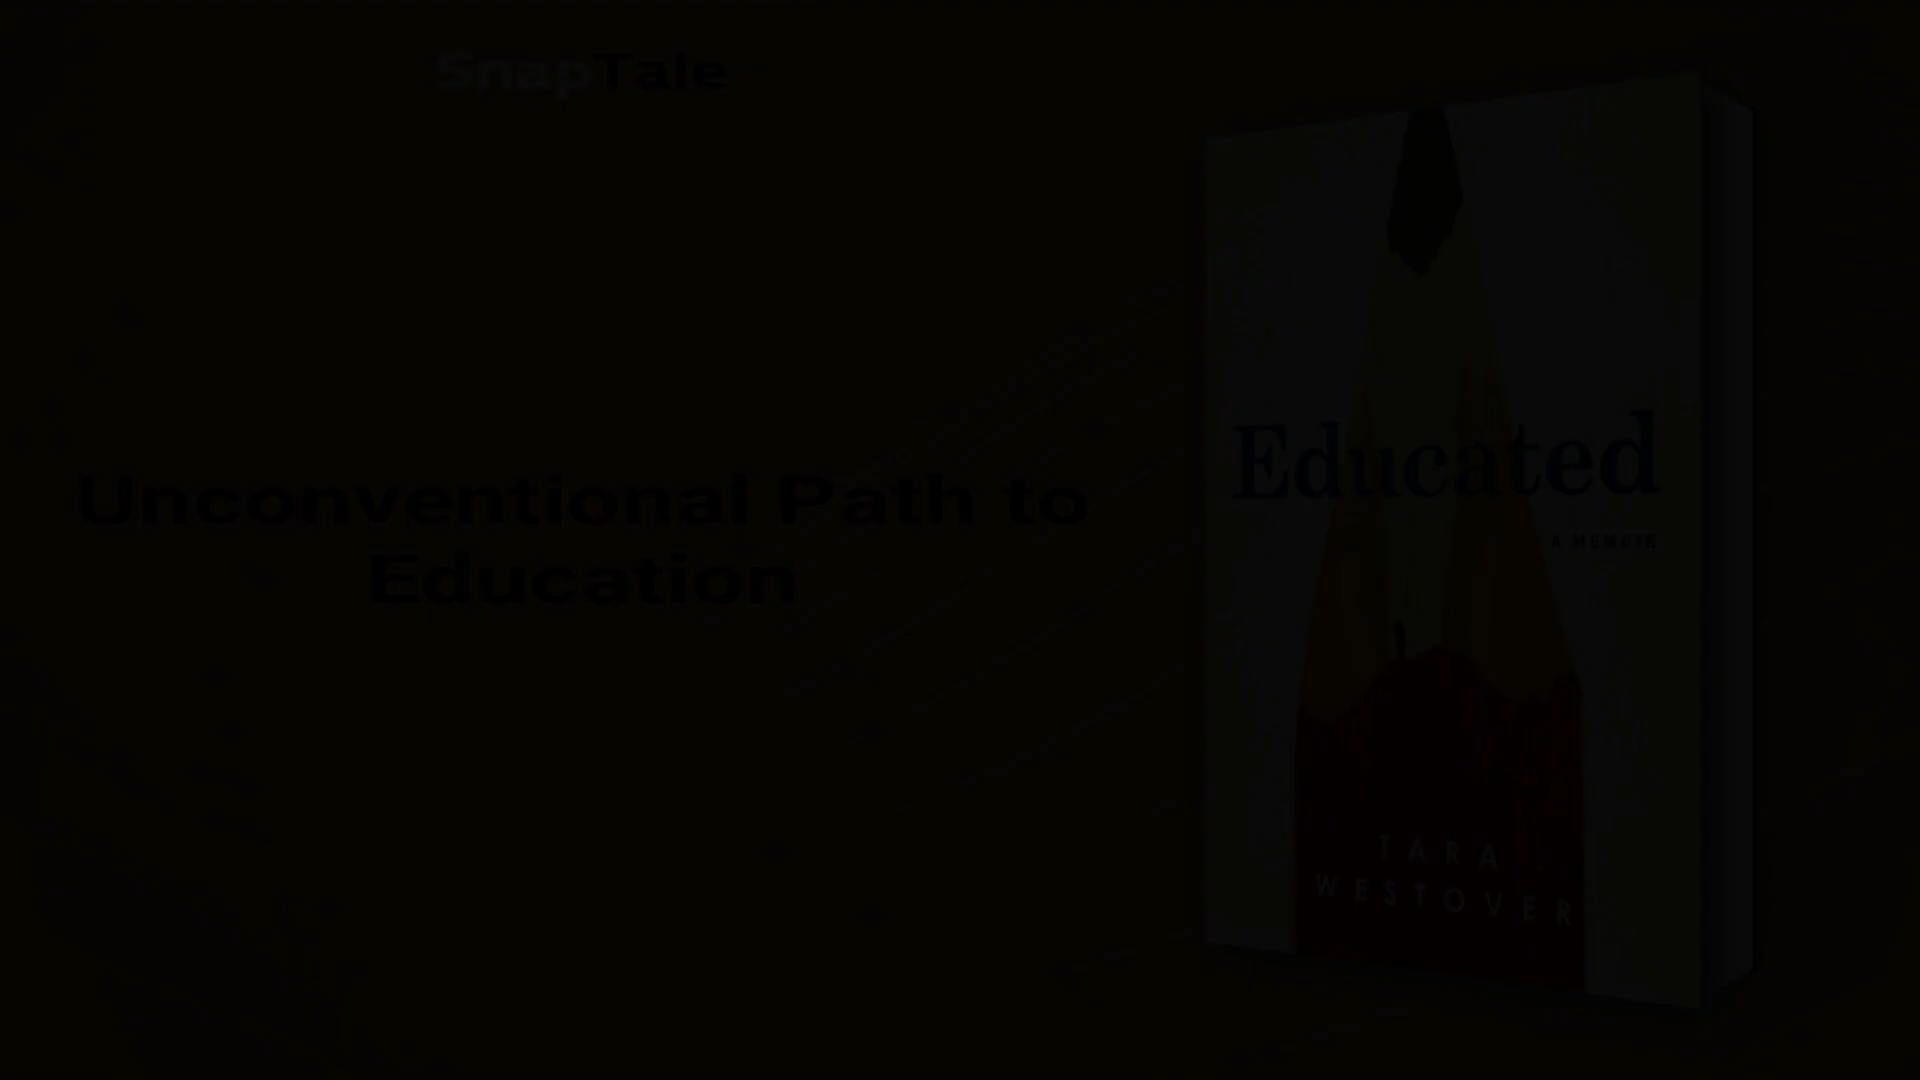 SnapTale
Unconventional Path to
Education
Educated
A MEMOIR
TARA
WESTOVER